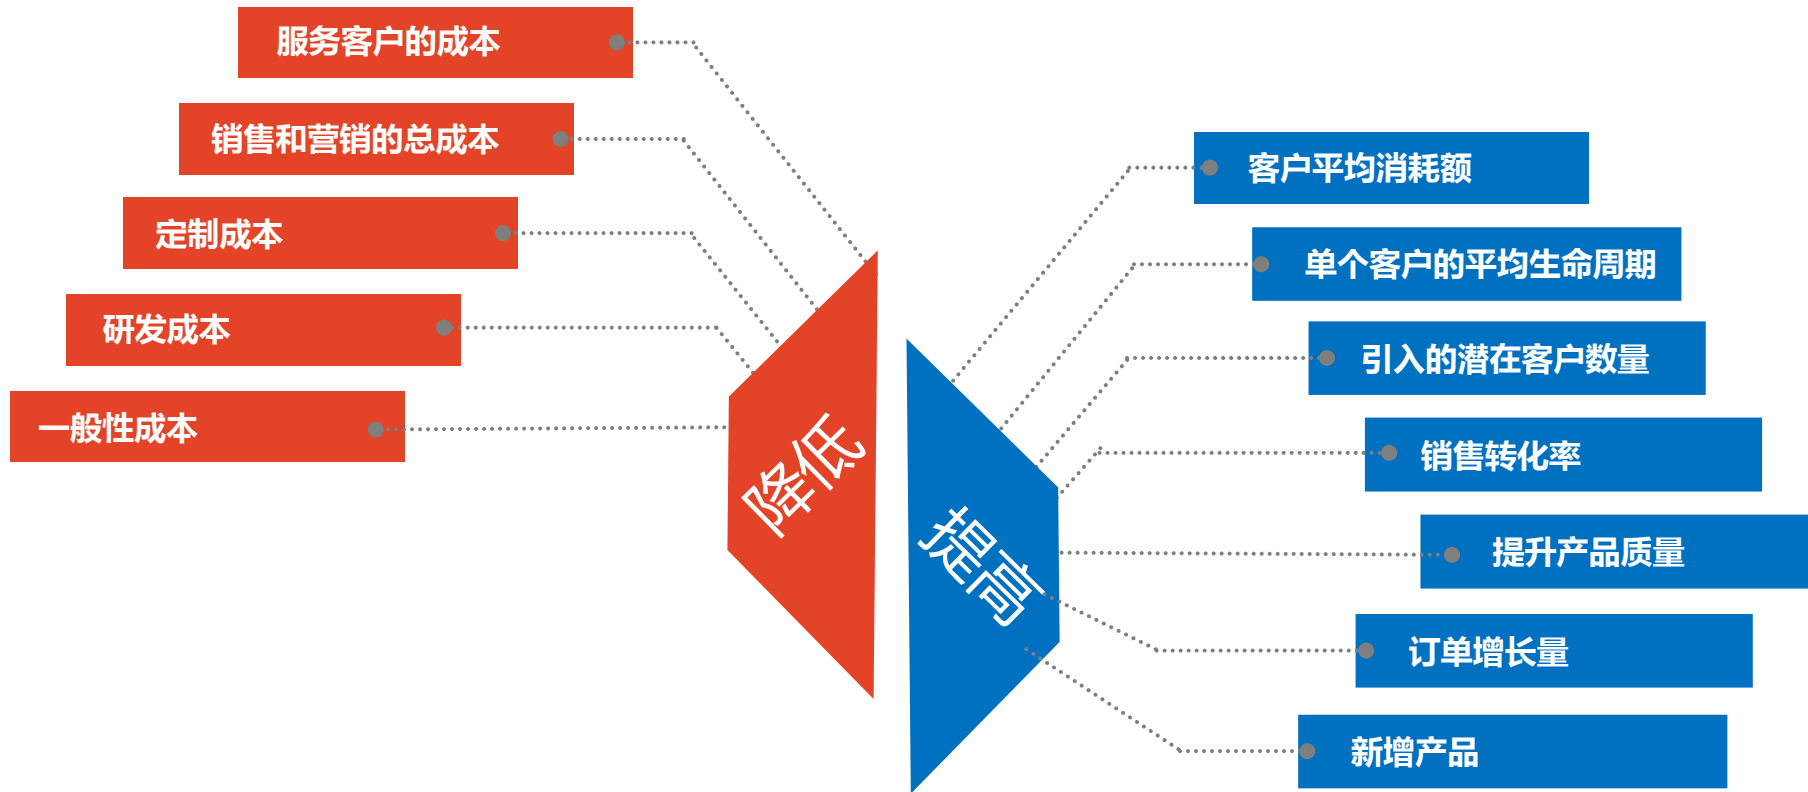 服务客户的成本
销售和营销的总成本
定制成本
研发成本
一般性成本
降低
提高
客户平均消耗额
单个客户的平均生命周期
引入的潜在客户数量
销售转化率
提升产品质量
订单增长量
新增产品